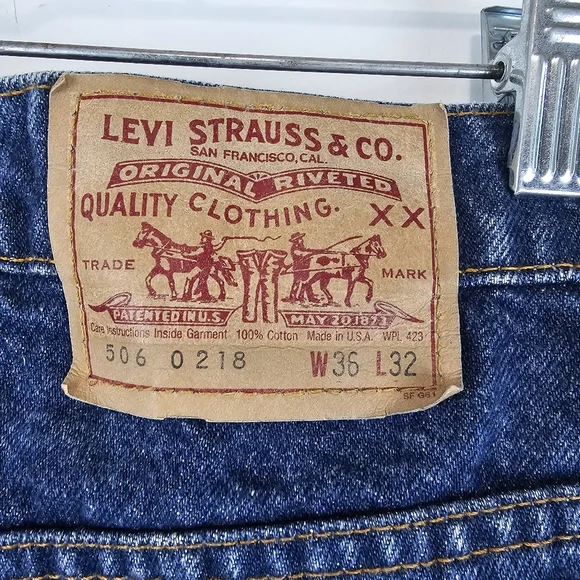 LEVI STRAUSS & CO.
SAN FRANCISCO, CAL.
ORIGINAL RIVETED
QUALITY CLOTHING. XX
TRADE MARK
PATENTED IN U.S. MAY 20 1873
Care Instructions Inside Garment 100% Cotton Made in U.S.A. WPL 423
506 0218 W36 L32